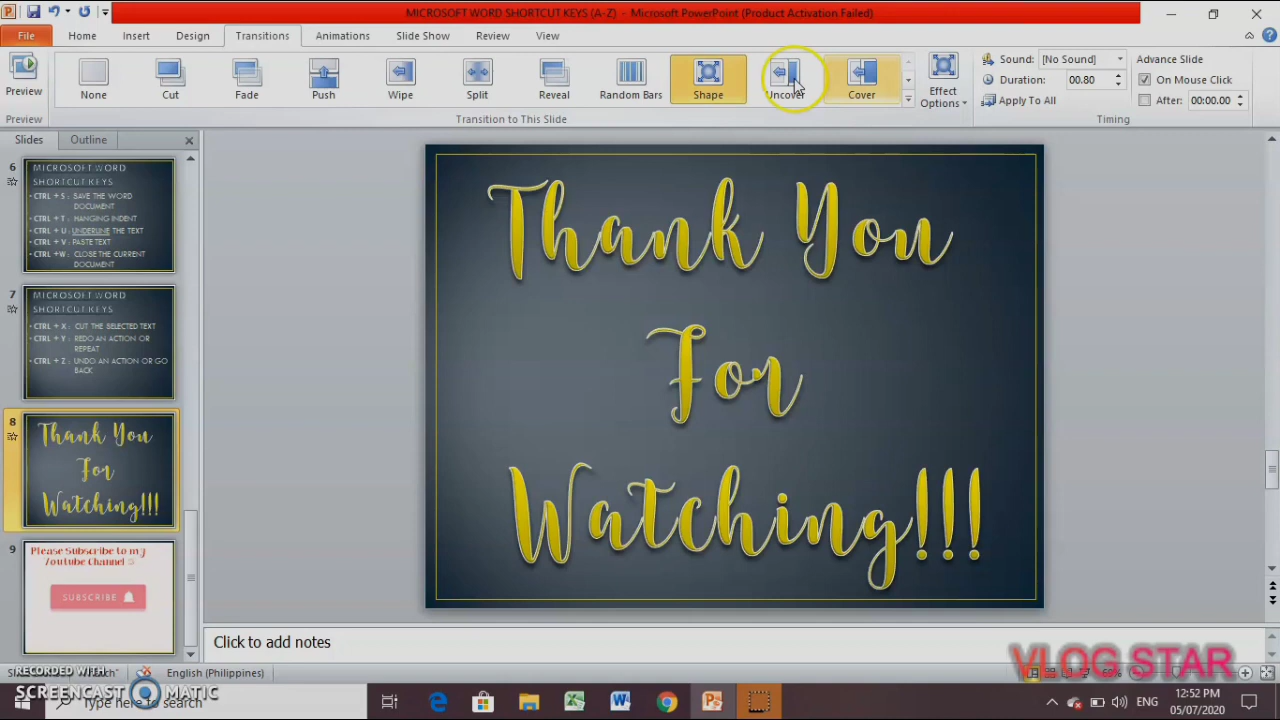 MICROSOFT WORD SHORTCUT KEYS (A-Z) - Microsoft PowerPoint (Product Activation Failed)
File Home Insert Design Transitions Animations Slide Show Review View
Preview
None Cut Fade Push Wipe Split Reveal Random Bars Shape Uncover Cover
Effect
Options
Sound: [No Sound]
Duration: 00.80
Apply To All
Advance Slide
On Mouse Click
After: 00:00.00
Preview Transition to This Slide Timing
Slides Outline
6
MICROSOFT WORD
SHORTCUT KEYS
• CTRL + S : SAVE THE WORD
DOCUMENT
• CTRL + T : HANGING INDENT
• CTRL + U : UNDERLINE THE TEXT
• CTRL + V : PASTE TEXT
• CTRL +W : CLOSE THE CURRENT
DOCUMENT
7
MICROSOFT WORD
SHORTCUT KEYS
• CTRL + X : CUT THE SELECTED TEXT
• CTRL + Y : REDO AN ACTION OR
REPEAT
• CTRL + Z : UNDO AN ACTION OR GO
BACK
8
Thank You
For
Watching!!!
9
Please Subscribe to my
Youtube Channel
SUBSCRIBE
Thank You
For
Watching!!!
Click to add notes
VLOG STAR
English (Philippines)
RECORDED WITH
SCREENCAST MATIC
Type here to search
ENG
12:52 PM
05/07/2020